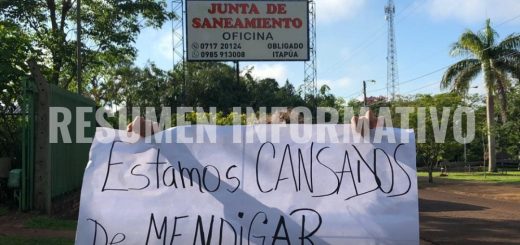 JUNTA DE
SANEAMIENTO
OFICINA
0717 20124 OBLIGADO
0985 913008 ITAPÚA
RESUMEN INFORMATIVO
EStAMOS CANSADOS
De MENDiGAR